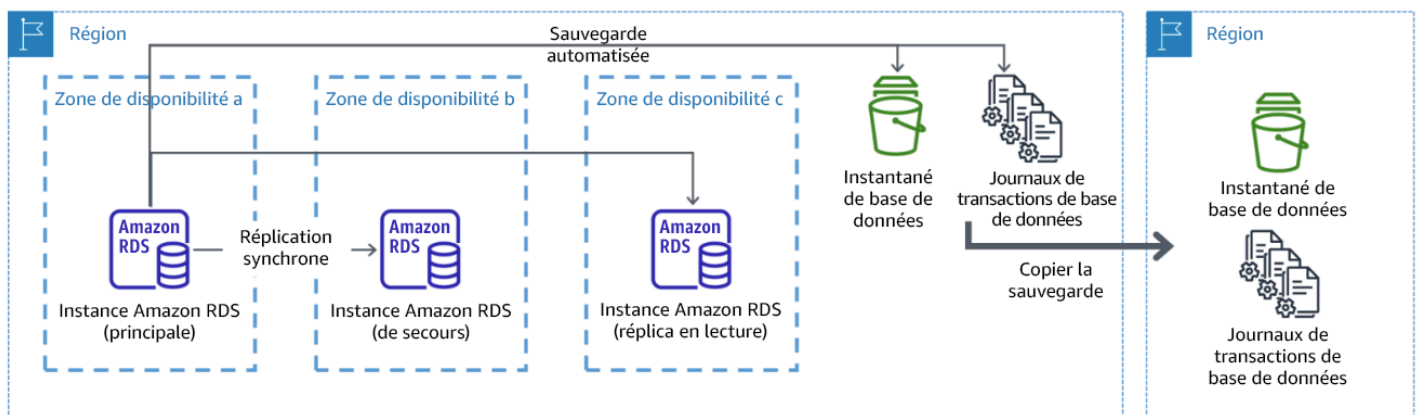 Région
Sauvegarde
automatisée
Région
Zone de disponibilité a
Zone de disponibilité b
Zone de disponibilité c
Instantané
de base de
données
Journaux de
transactions de base
de données
Instantané de
base de données
Amazon
RDS
Réplication
synchrone
Amazon
RDS
Amazon
RDS
Copier la
sauvegarde
Instance Amazon RDS
(principale)
Instance Amazon RDS
(de secours)
Instance Amazon RDS
(réplica en lecture)
Journaux de
transactions de
base de données